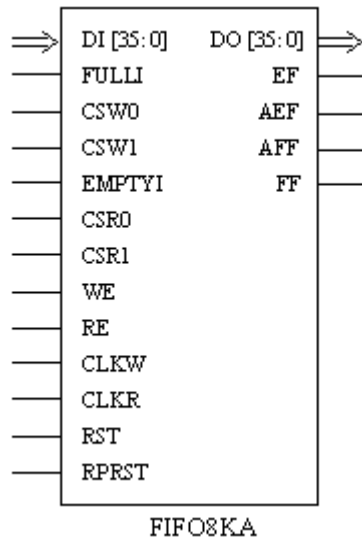 DI [35:0] DO [35:0]
FULLI EF
CSW0 AEF
CSW1 AFF
EMPTYI FF
CSR0
CSR1
WE
RE
CLKW
CLKR
RST
RPRST
FIFO8KA